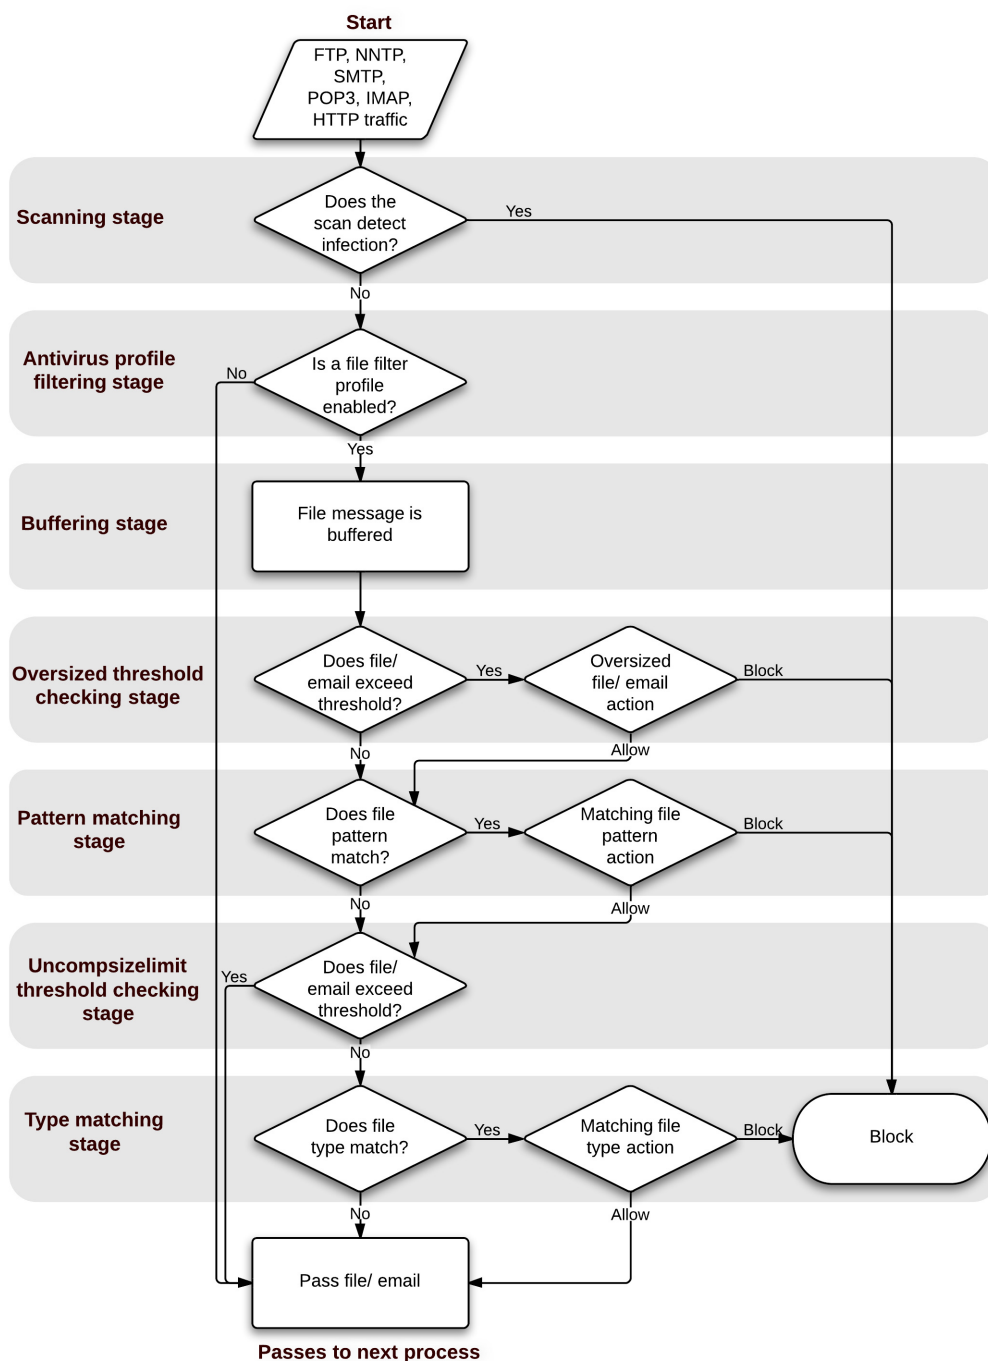 Start
FTP, NNTP,
SMTP,
POP3, IMAP,
HTTP traffic
Scanning stage
Does the
scan detect
infection?
Yes
No
Antivirus profile
filtering stage
No
Is a file filter
profile
enabled?
Yes
Buffering stage
File message is
buffered
Oversized threshold
checking stage
Does file/
email exceed
threshold?
Yes
Oversized
file/ email
action
Block
No
Allow
Pattern matching
stage
Does file
pattern
match?
Yes
Matching file
pattern
action
Block
No
Allow
Uncompsizelimit
threshold checking
stage
Yes
Does file/
email exceed
threshold?
No
Type matching
stage
Does file
type match?
Yes
Matching file
type action
Block
Block
No
Allow
Pass file/ email
Passes to next process